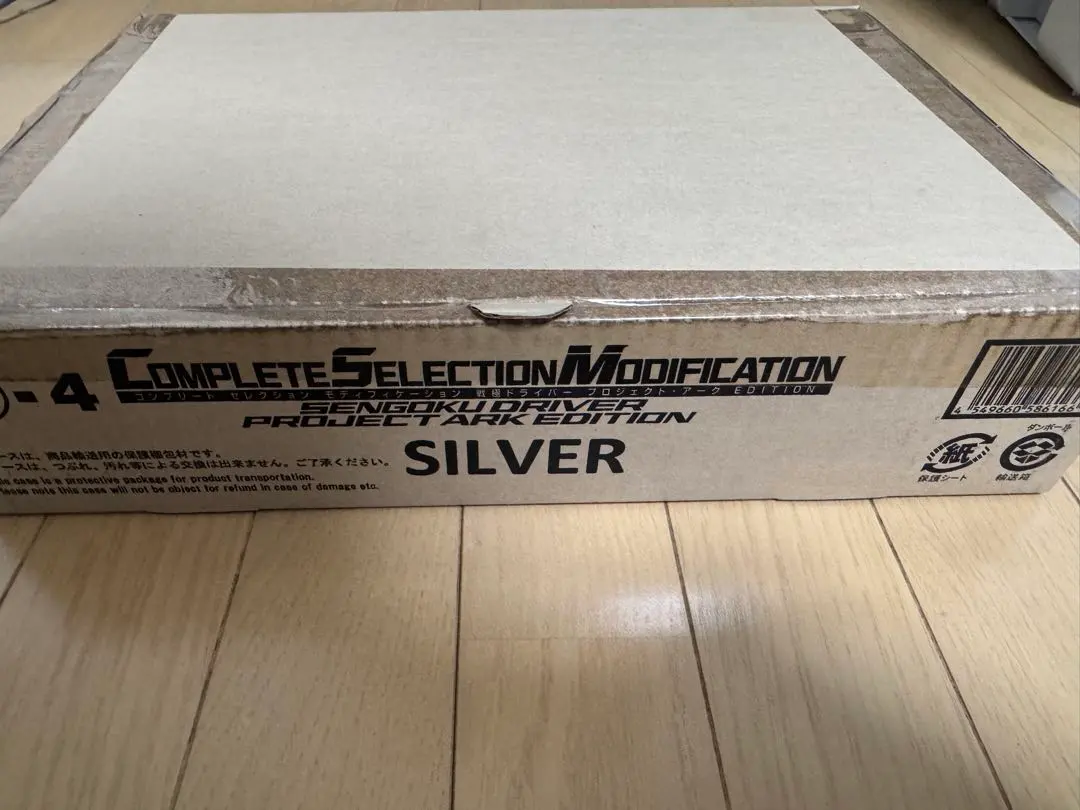 -4
COMPLETE SELECTION MODIFICATION
コンプリート セレクション モディフィケーション 戦極ドライバー プロジェクト・アーク EDITION
SENGOKU DRIVER
PROJECT ARK EDITION
SILVER
ースは、商品輸送用の保護梱包材です。
ースは、つぶれ、汚れ等による交換は出来ません。ご了承ください。
case is a protective package for product transportation.
note this case will not be object for refund in case of damage etc.
4 549660 586166
紙
保護シート
ダンボール
輸送箱